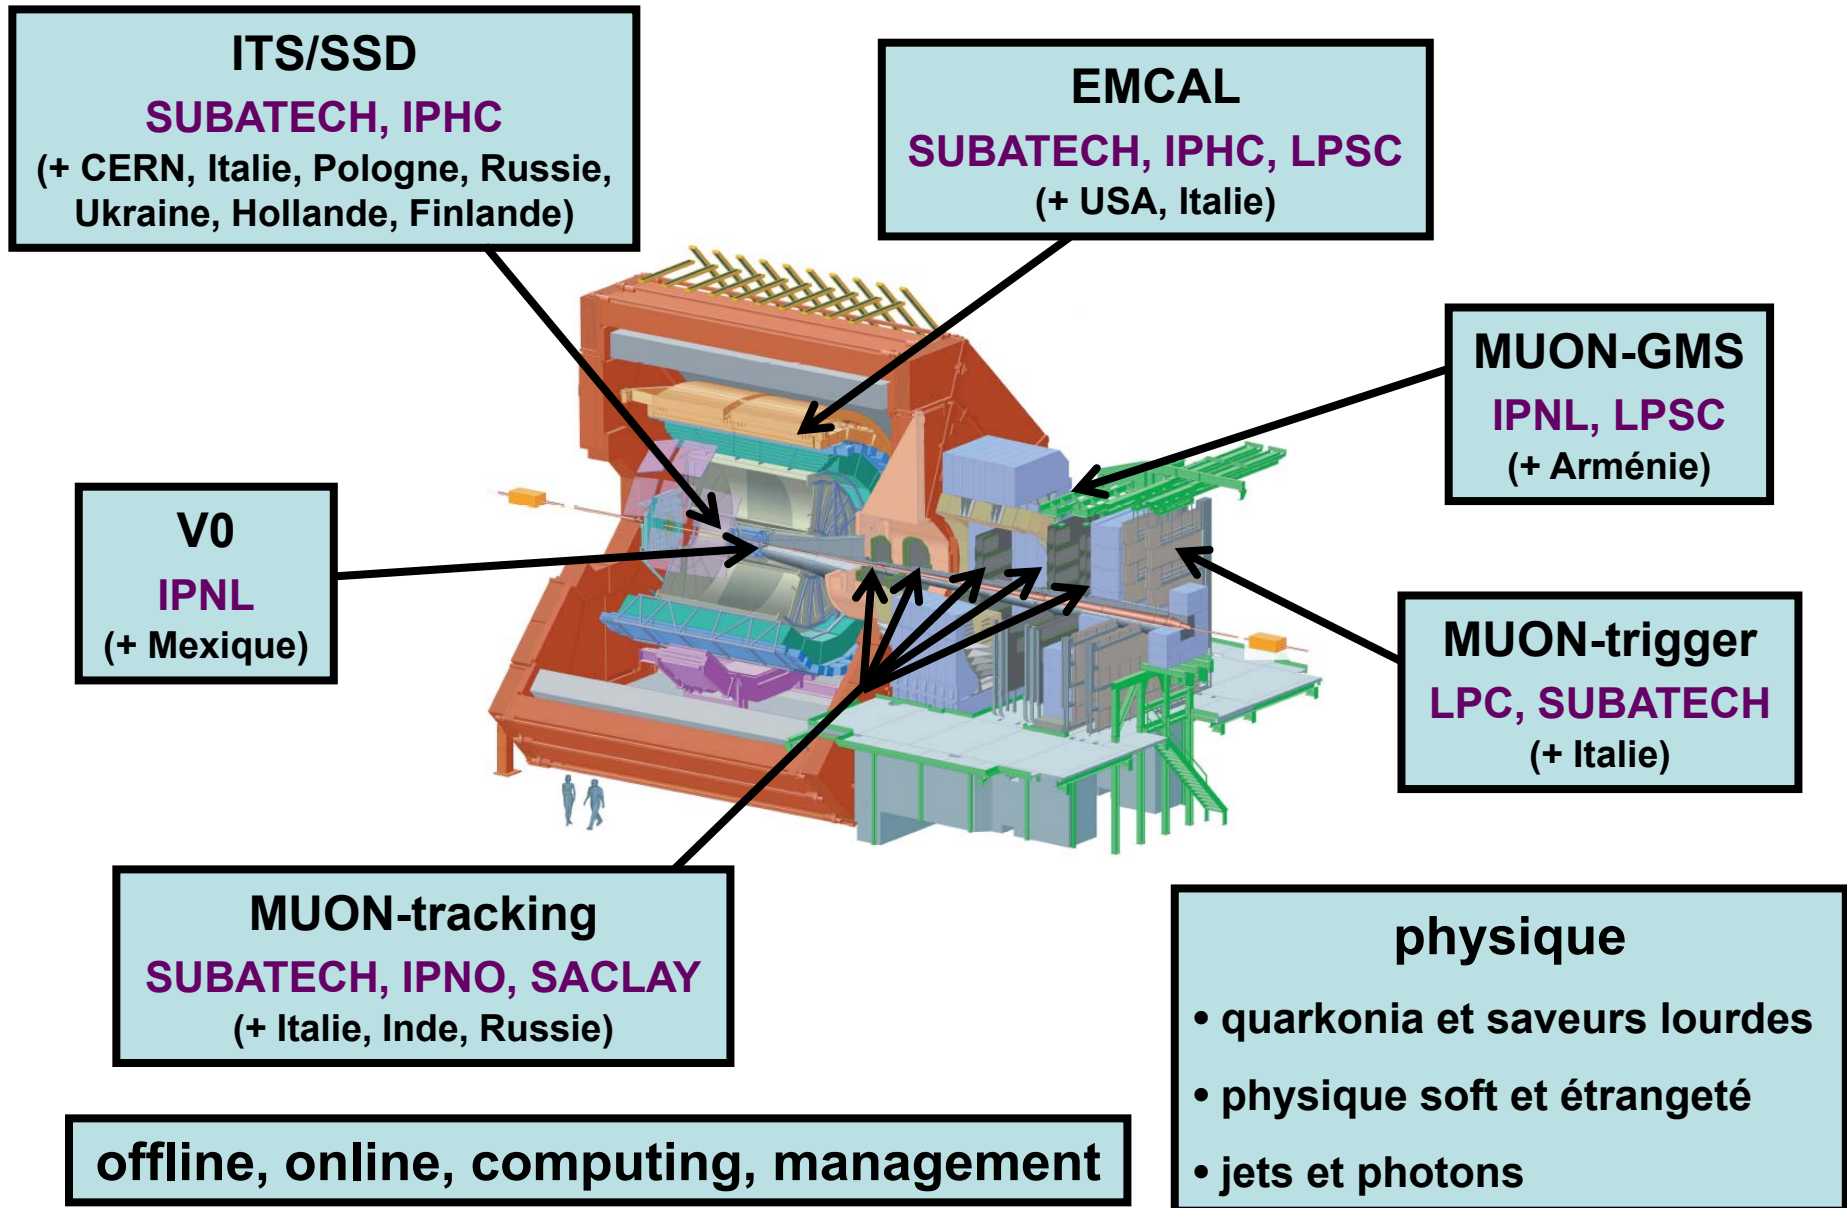 ITS/SSD
SUBATECH, IPHC
(+ CERN, Italie, Pologne, Russie,
Ukraine, Hollande, Finlande)
EMCAL
SUBATECH, IPHC, LPSC
(+ USA, Italie)
MUON-GMS
IPNL, LPSC
(+ Arménie)
V0
IPNL
(+ Mexique)
MUON-trigger
LPC, SUBATECH
(+ Italie)
MUON-tracking
SUBATECH, IPNO, SACLAY
(+ Italie, Inde, Russie)
physique
• quarkonia et saveurs lourdes
• physique soft et étrangeté
• jets et photons
offline, online, computing, management